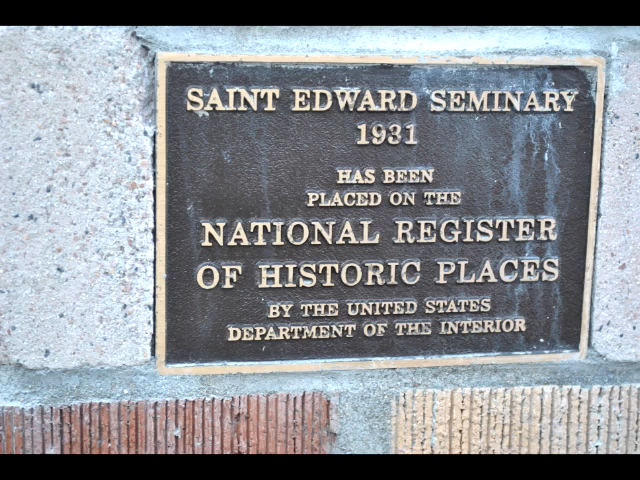 SAINT EDWARD SEMINARY
1931
HAS BEEN
PLACED ON THE
NATIONAL REGISTER
OF HISTORIC PLACES
BY THE UNITED STATES
DEPARTMENT OF THE INTERIOR